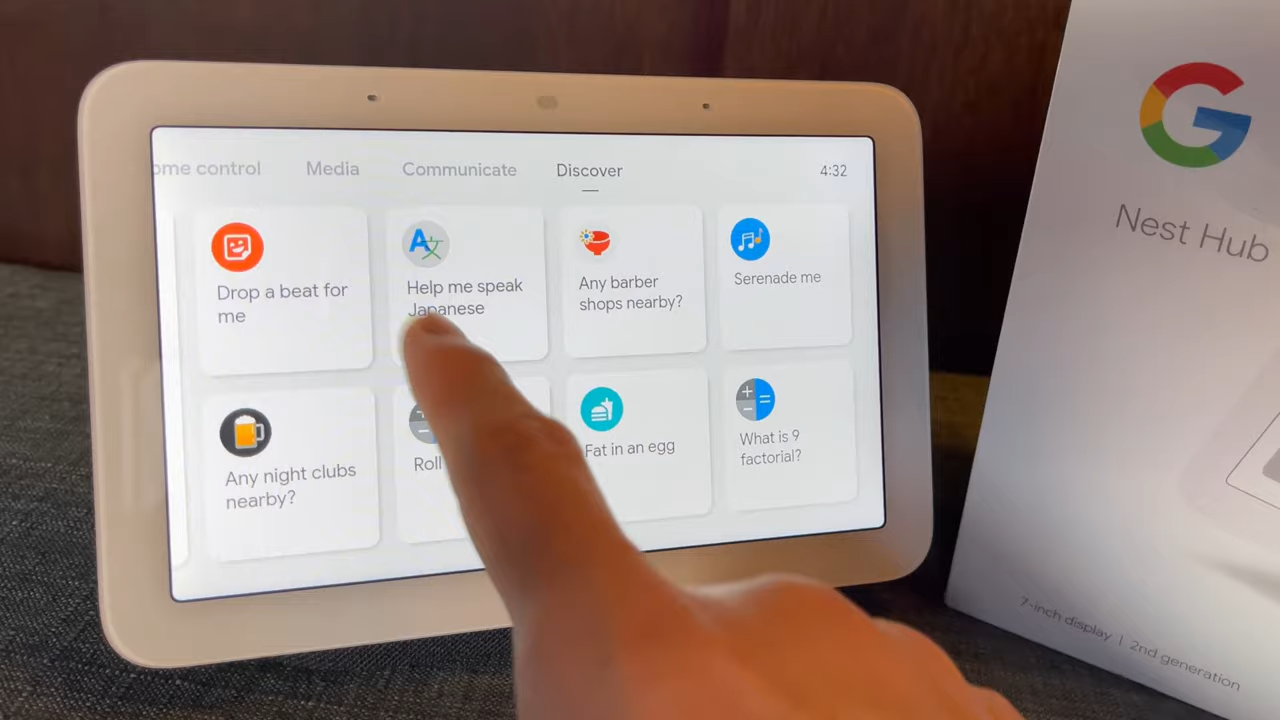 ome control Media Communicate Discover 4:32
Drop a beat for
me
Help me speak
Japanese
Any barber
shops nearby?
Serenade me
Any night clubs
nearby?
Roll
Fat in an egg
What is 9
factorial?
G
Nest Hub
7-inch display | 2nd generation